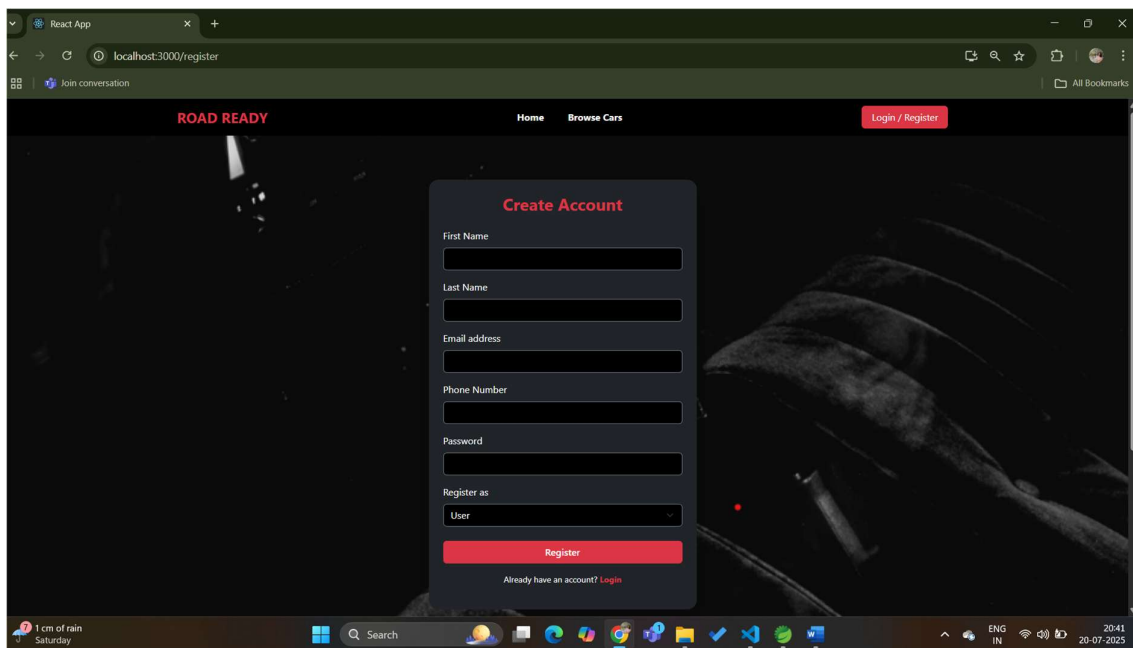 React App
localhost:3000/register
Join conversation
All Bookmarks
ROAD READY
Home
Browse Cars
Login / Register
Create Account
First Name
Last Name
Email address
Phone Number
Password
Register as
User
Register
Already have an account? Login
7
1 cm of rain
Saturday
Search
1
ENG
IN
20:41
20-07-2025